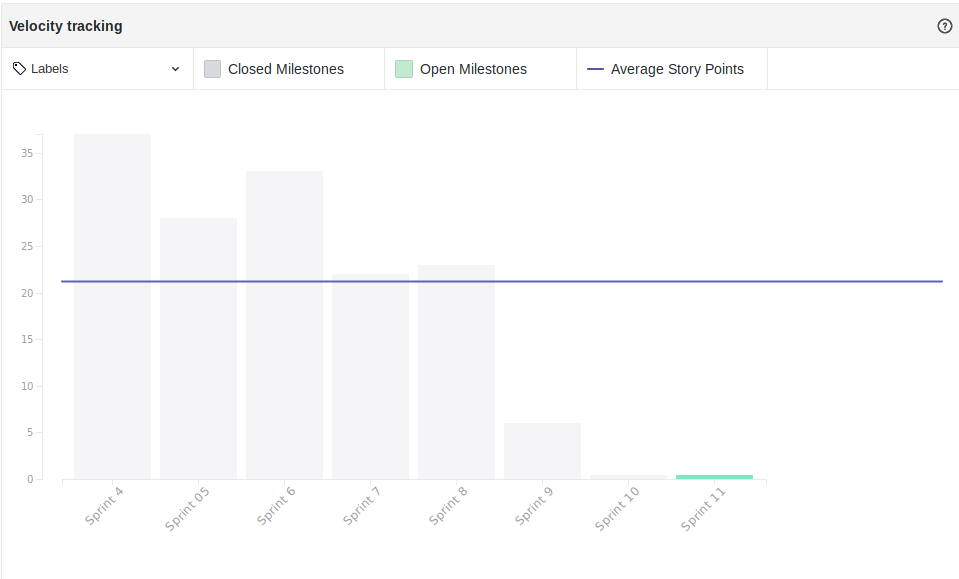 Velocity tracking
Labels
Closed Milestones
Open Milestones
Average Story Points
35
30
25
20
15
10
5
0
Sprint 4
Sprint 05
Sprint 6
Sprint 7
Sprint 8
Sprint 9
Sprint 10
Sprint 11